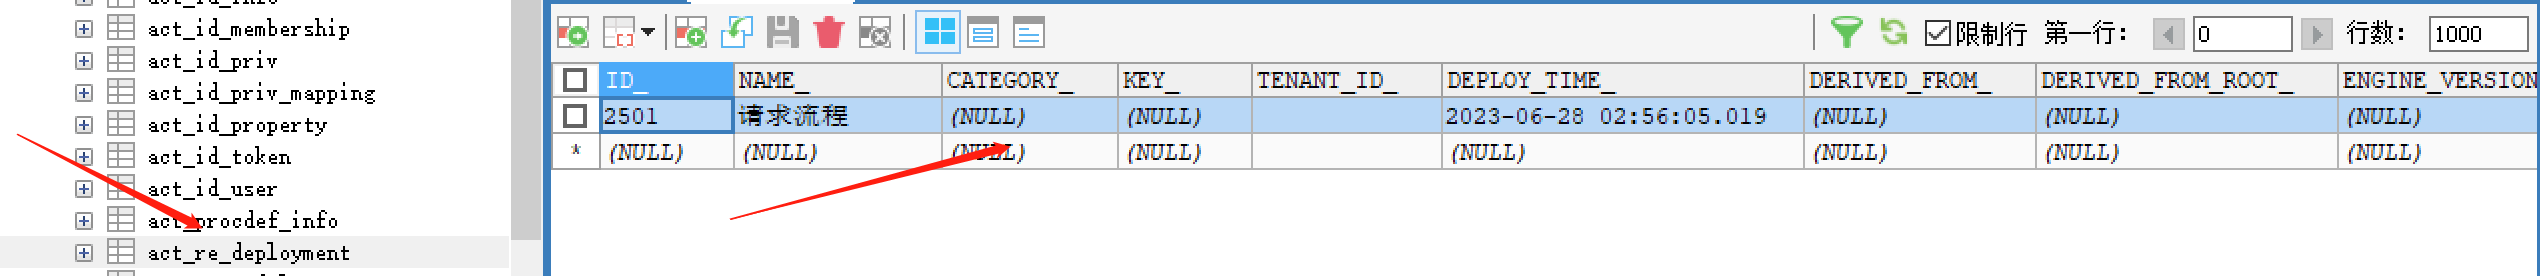 act_id_info
act_id_membership
act_id_priv
act_id_priv_mapping
act_id_property
act_id_token
act_id_user
act_procdef_info
act_re_deployment
限制行 第一行: 0 行数: 1000
ID_ NAME_ CATEGORY_ KEY_ TENANT_ID_ DEPLOY_TIME_ DERIVED_FROM_ DERIVED_FROM_ROOT_ ENGINE_VERSION
2501 请求流程 (NULL) (NULL) 2023-06-28 02:56:05.019 (NULL) (NULL) (NULL)
* (NULL) (NULL) (NULL) (NULL) (NULL) (NULL) (NULL) (NULL)